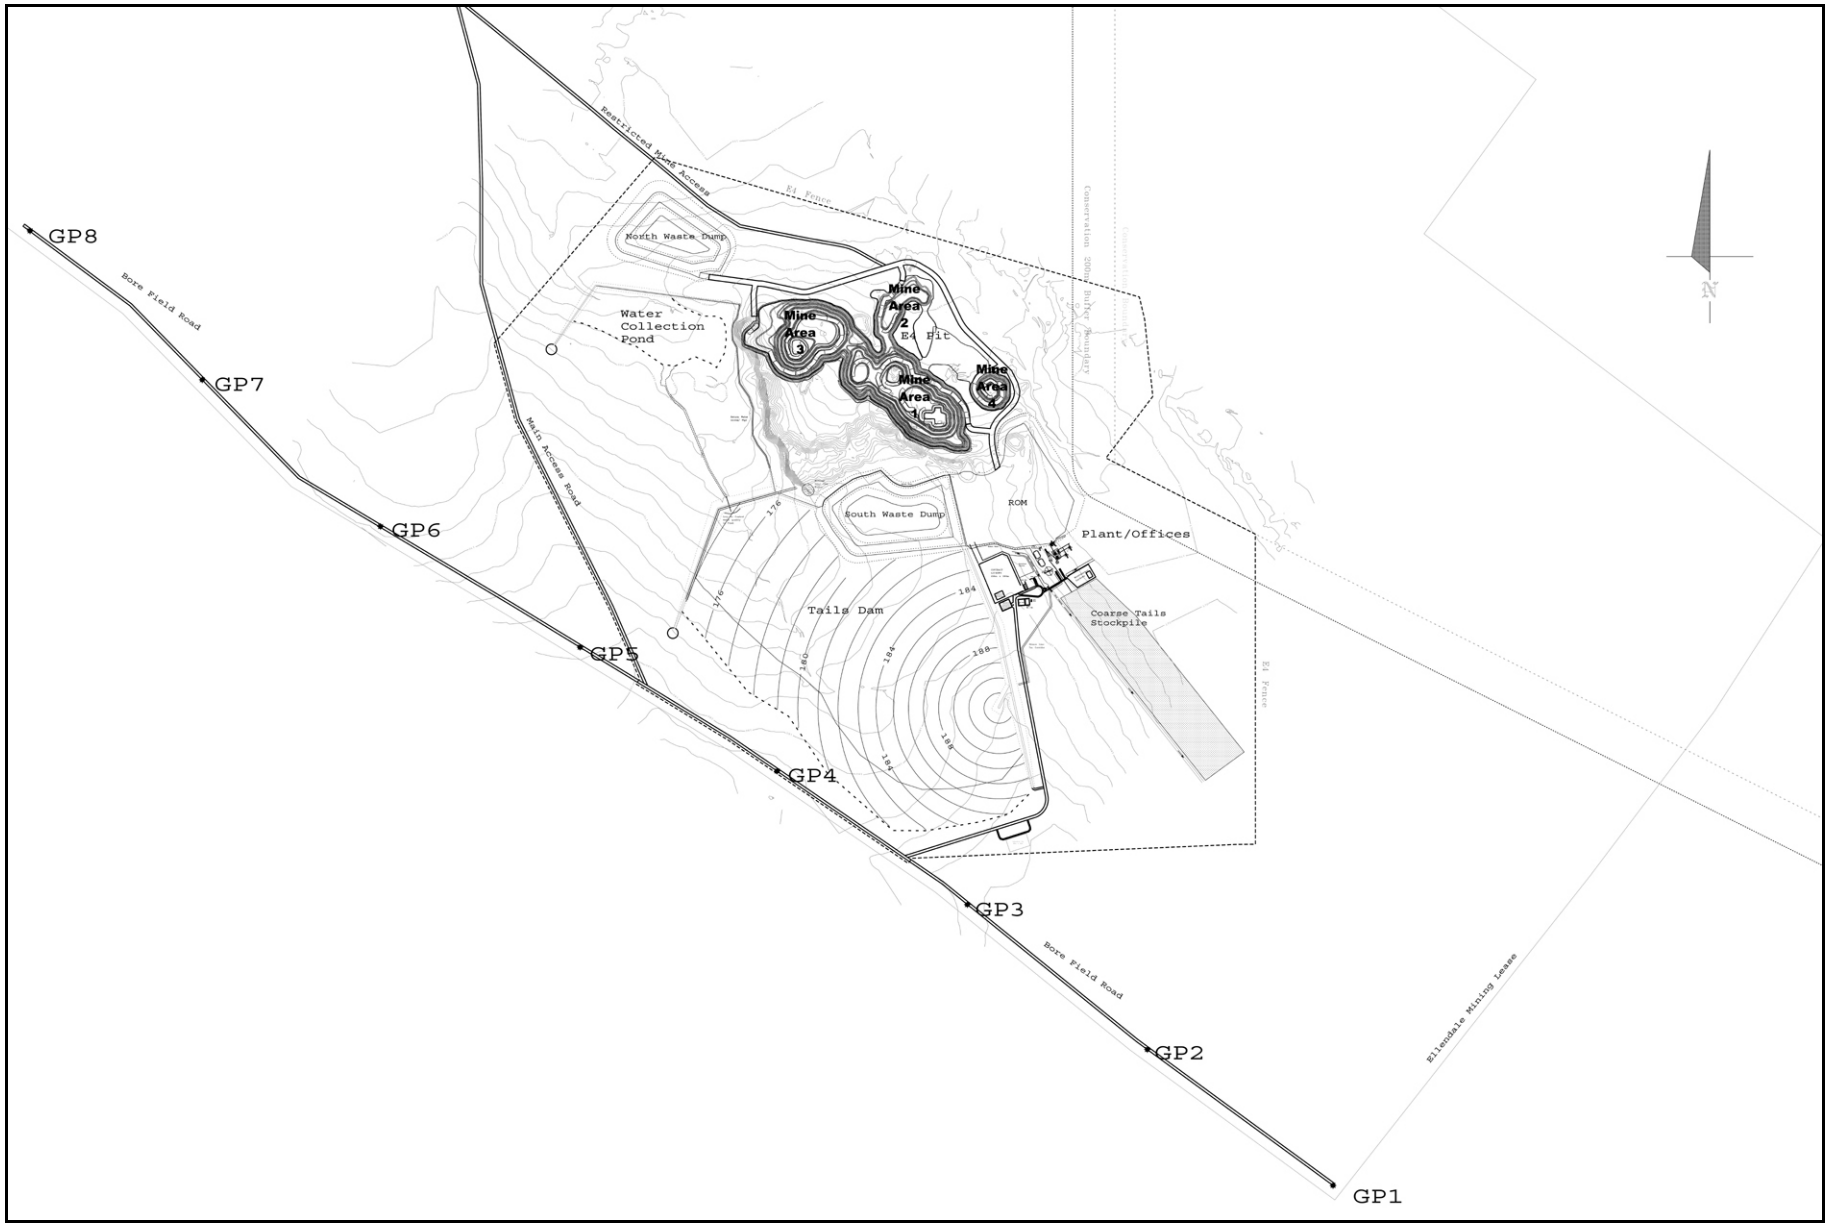 Restricted Mine Access
E4 Fence
Conservation 200m Buffer Boundary
N
GP8
North Waste Dump
Bore Field Road
Mine
Area
2
Water
Collection
Pond
Mine
Area
3
E4 Pit
Mine
Area
4
Mine
Area
1
GP7
Main Access Road
176
South Waste Dump
ROM
GP6
Plant/Offices
184
176
Tails Dam
Coarse Tails
Stockpile
GP5
180
184
188
E4 Fence
188
184
GP4
GP3
Bore Field Road
Ellendale Mining Lease
GP2
GP1